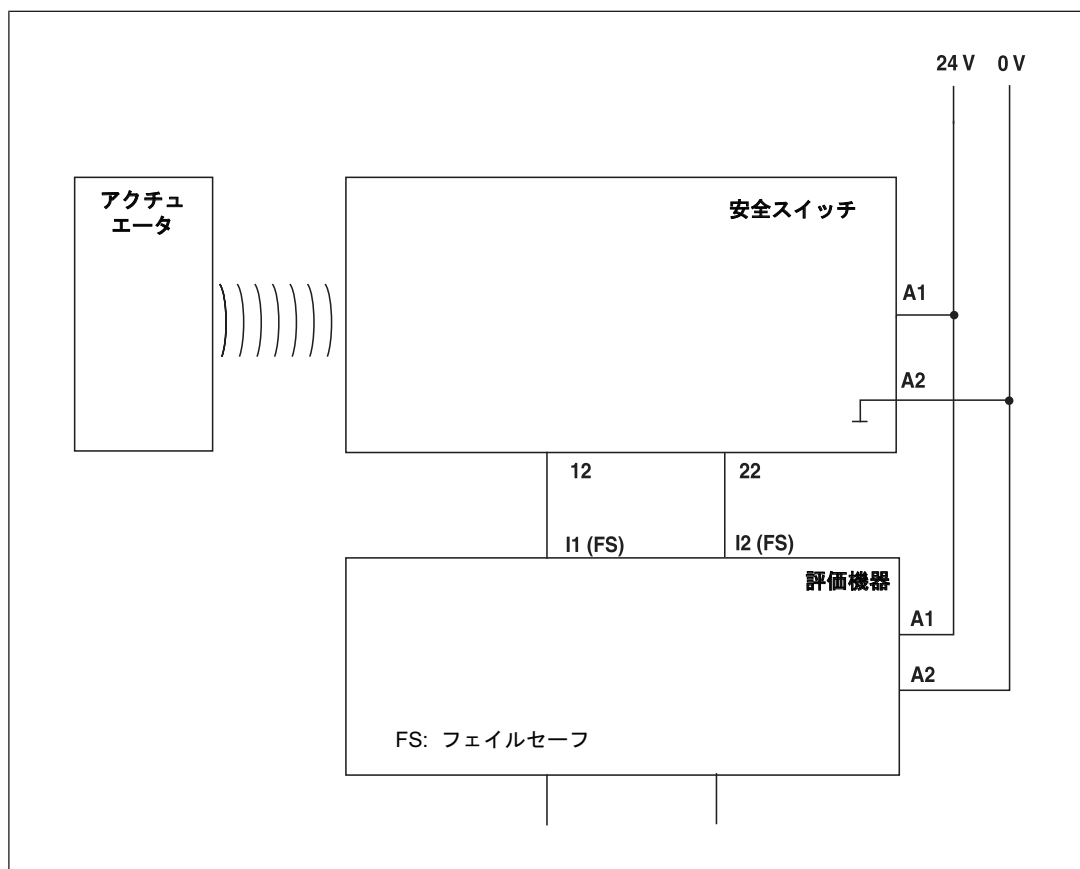 24 V 0 V
アクチュ
エータ
安全スイッチ
A1
A2
12 22
I1 (FS) I2 (FS)
評価機器
A1
A2
FS: フェイルセーフ